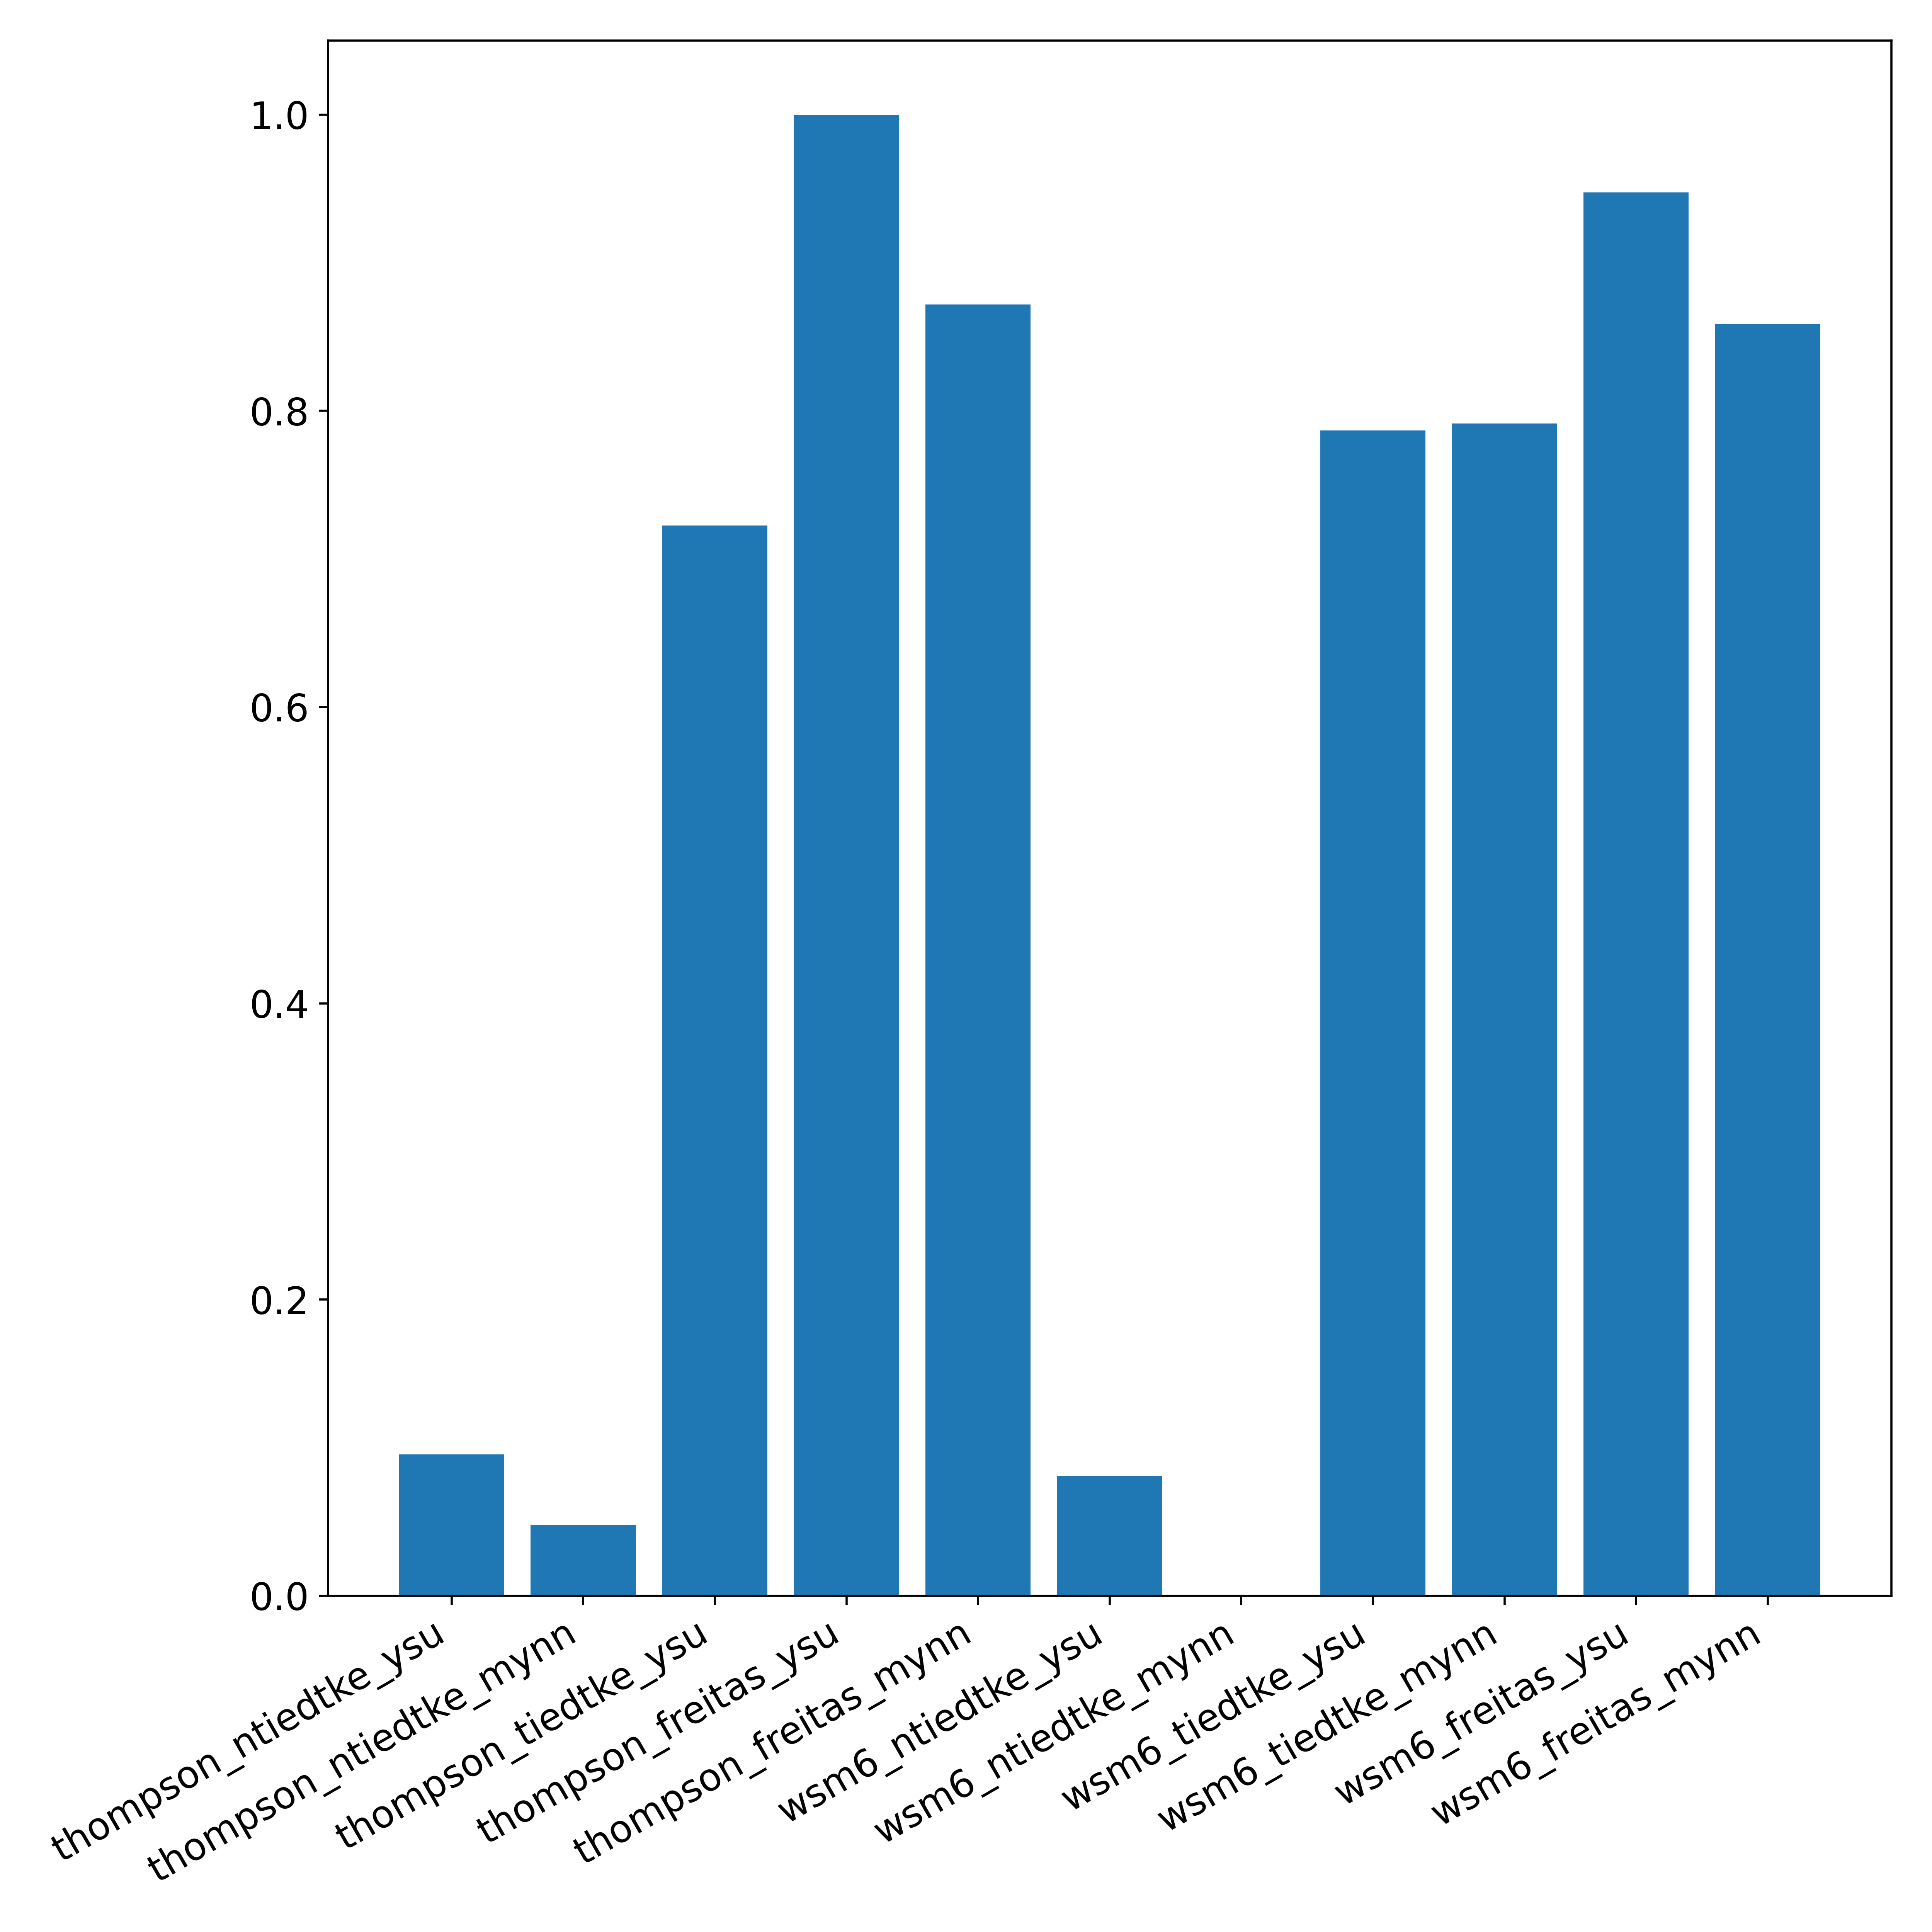 1.0
0.8
0.6
0.4
0.2
0.0
thompson_ntiedtke_ysu
thompson_ntiedtke_mynn
thompson_tiedtke_ysu
thompson_freitas_ysu
thompson_freitas_mynn
wsm6_ntiedtke_ysu
wsm6_ntiedtke_mynn
wsm6_tiedtke_ysu
wsm6_tiedtke_mynn
wsm6_freitas_ysu
wsm6_freitas_mynn